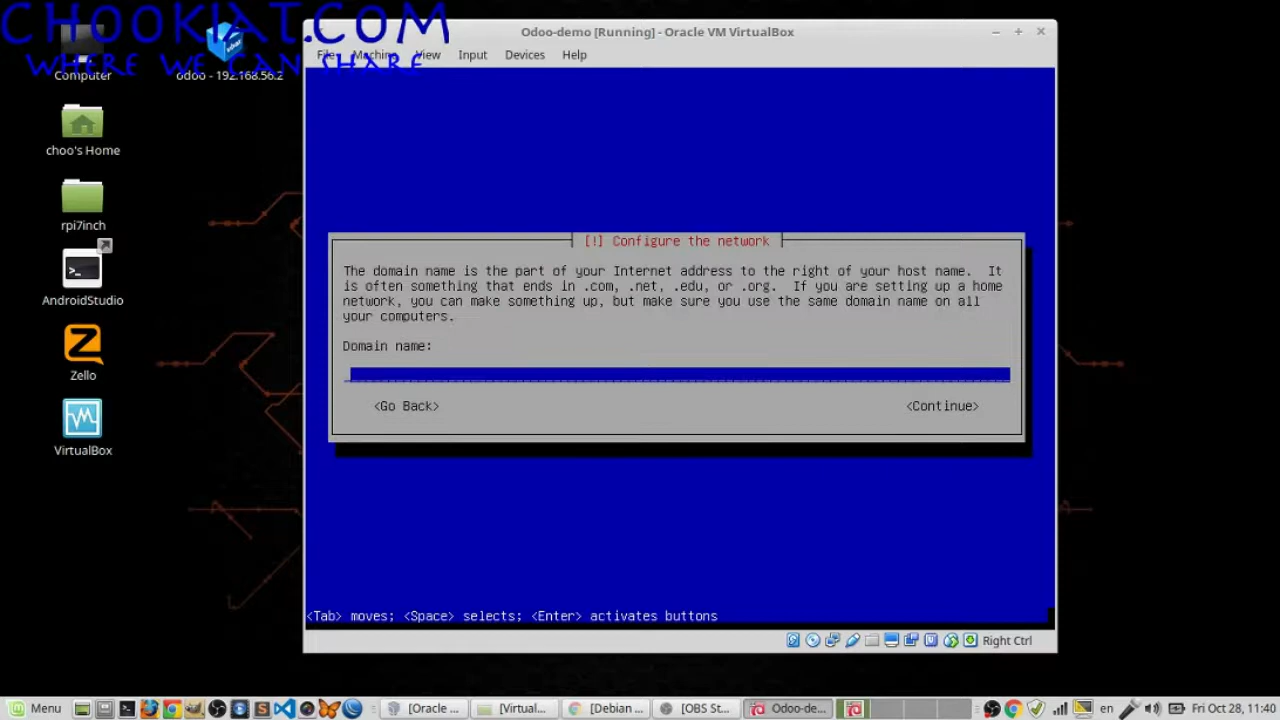 CHOOKIAT.COM
WHERE WE CAN SHARE
Computer
odoo - 192.168.56.2
choo's Home
rpi7inch
AndroidStudio
Zello
VirtualBox
Odoo-demo [Running] - Oracle VM VirtualBox
File Machine View Input Devices Help
[!] Configure the network
The domain name is the part of your Internet address to the right of your host name. It
is often something that ends in .com, .net, .edu, or .org. If you are setting up a home
network, you can make something up, but make sure you use the same domain name on all
your computers.
Domain name:
<Go Back> <Continue>
<Tab> moves; <Space> selects; <Enter> activates buttons
Right Ctrl
Menu [Oracle ... [Virtual... [Debian ... [OBS St... Odoo-de... en Fri Oct 28, 11:40